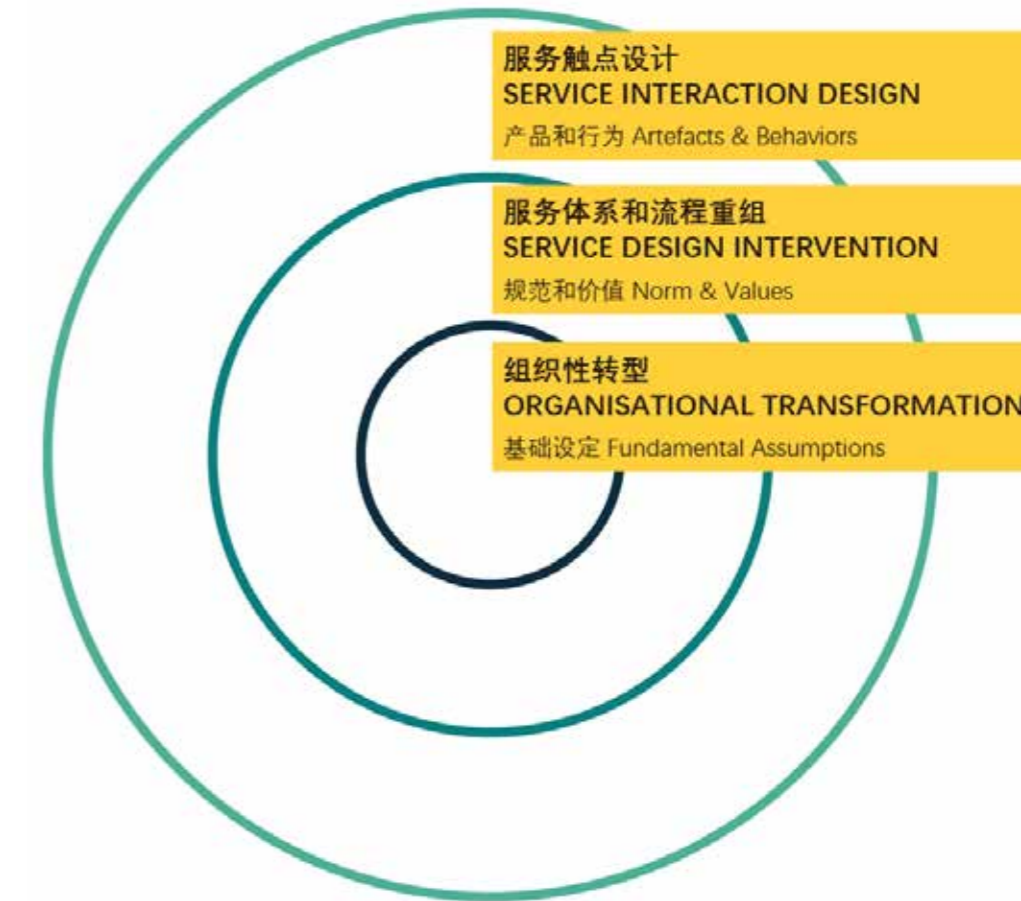 服务触点设计
SERVICE INTERACTION DESIGN
产品和行为 Artefacts & Behaviors
服务体系和流程重组
SERVICE DESIGN INTERVENTION
规范和价值 Norm & Values
组织性转型
ORGANISATIONAL TRANSFORMATION
基础设定 Fundamental Assumptions